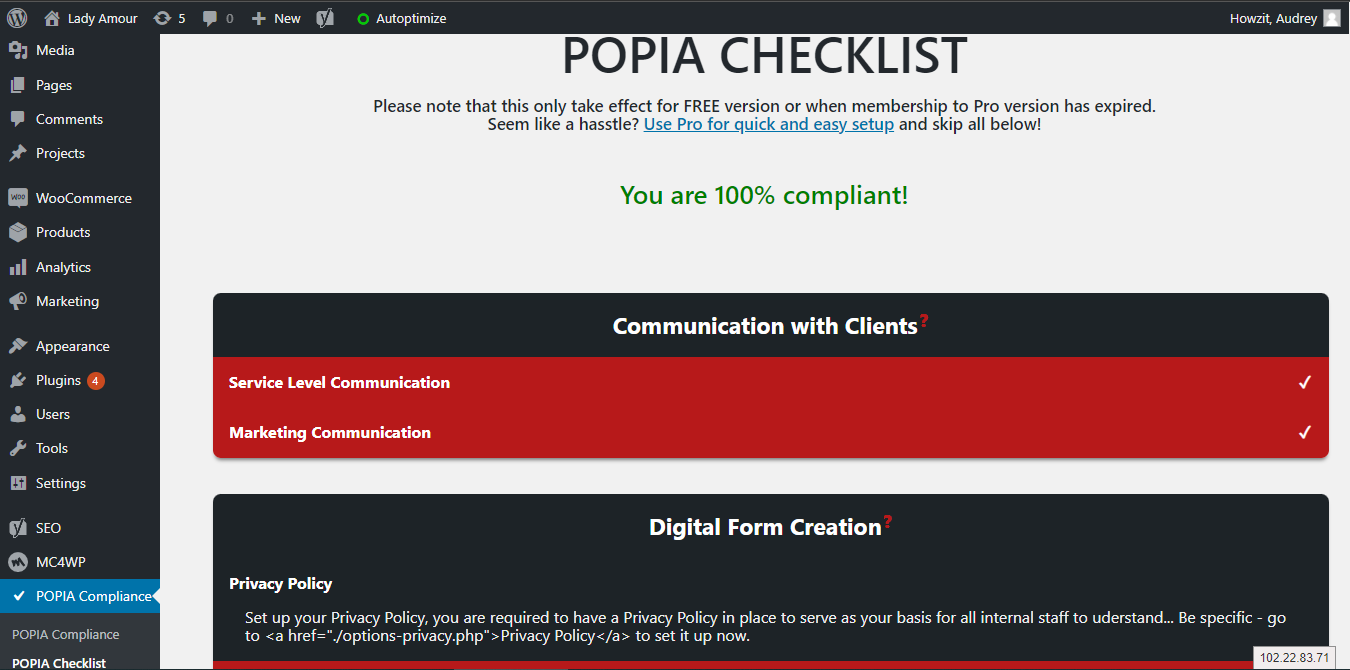 Lady Amour 5 0 New Autoptimize Howzit, Audrey
Media
Pages
Comments
Projects
WooCommerce
Products
Analytics
Marketing
Appearance
Plugins 4
Users
Tools
Settings
SEO
MC4WP
POPIA Compliance
POPIA Compliance
POPIA Checklist
POPIA CHECKLIST
Please note that this only take effect for FREE version or when membership to Pro version has expired.
Seem like a hasstle? Use Pro for quick and easy setup and skip all below!
You are 100% compliant!
Communication with Clients?
Service Level Communication ✓
Marketing Communication ✓
Digital Form Creation?
Privacy Policy
Set up your Privacy Policy, you are required to have a Privacy Policy in place to serve as your basis for all internal staff to uderstand... Be specific - go
to <a href="./options-privacy.php">Privacy Policy</a> to set it up now.
102.22.83.71